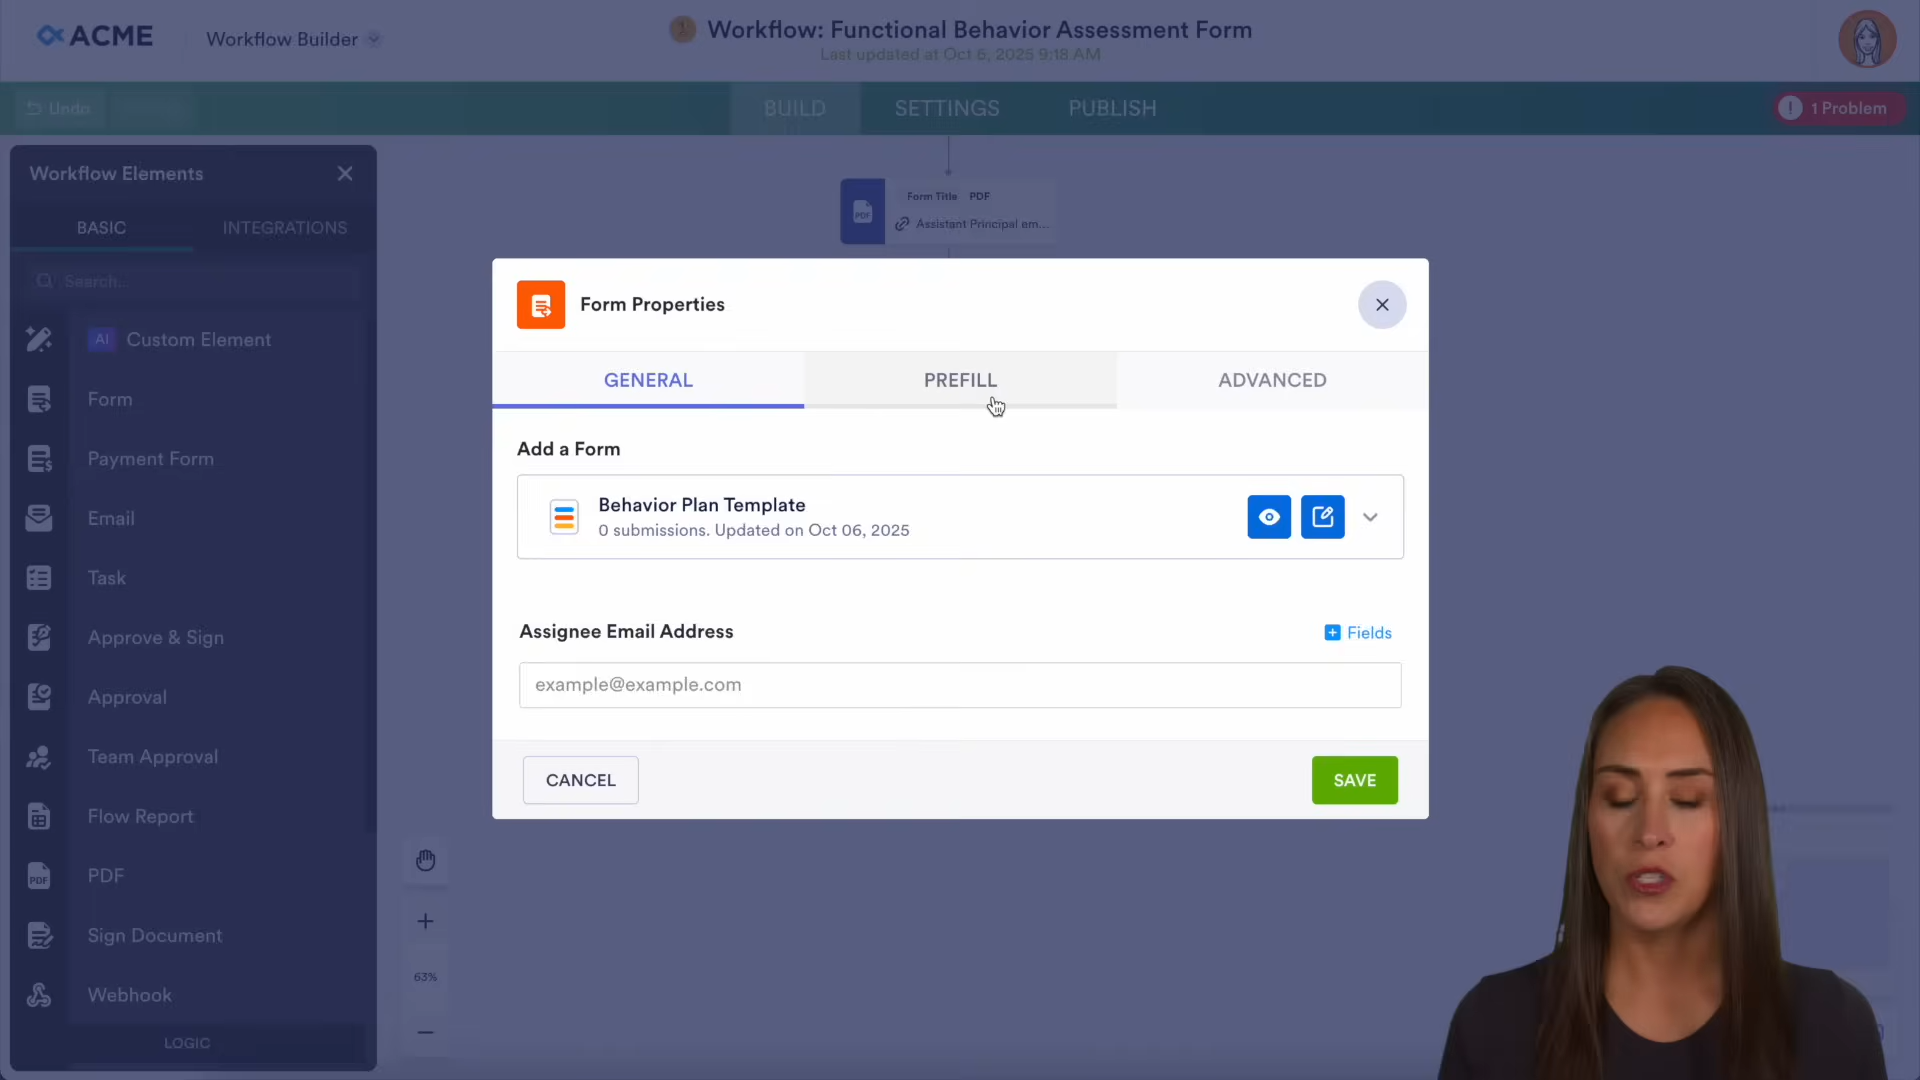 ACME
Workflow Builder
Workflow: Functional Behavior Assessment Form
Last updated at Oct 6, 2025 9:18 AM
Undo
BUILD
SETTINGS
PUBLISH
1 Problem
Workflow Elements
BASIC
INTEGRATIONS
Search...
AI Custom Element
Form
Payment Form
Email
Task
Approve & Sign
Approval
Team Approval
Flow Report
PDF
PDF
Sign Document
Webhook
LOGIC
Form Title PDF
PDF
Assistant Principal em...
Form Properties
GENERAL
PREFILL
ADVANCED
Add a Form
Behavior Plan Template
0 submissions. Updated on Oct 06, 2025
Assignee Email Address
Fields
example@example.com
CANCEL
SAVE
63%